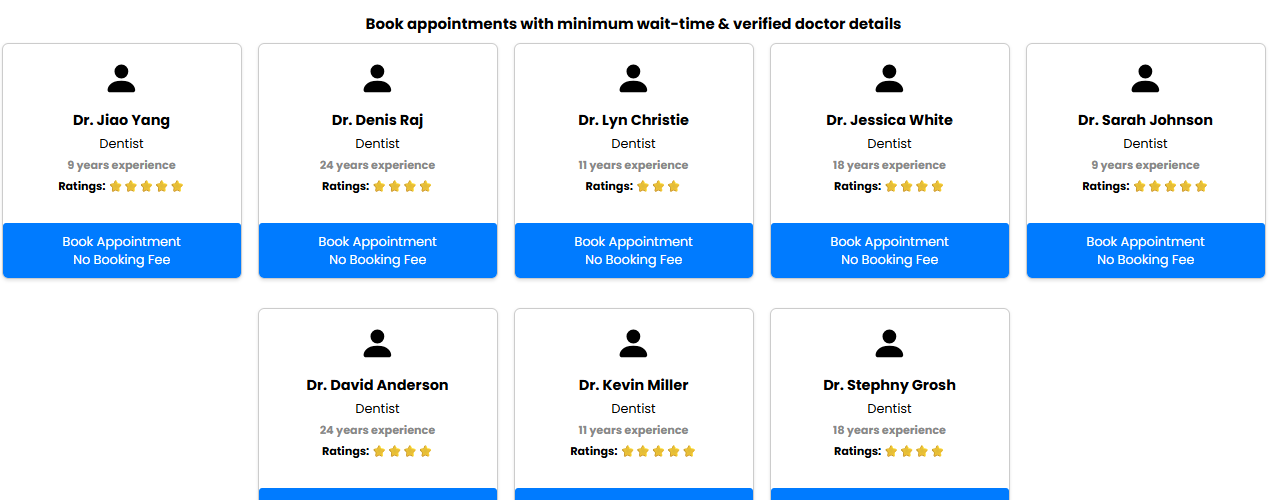 Book appointments with minimum wait-time & verified doctor details
Dr. Jiao Yang
Dentist
9 years experience
Ratings: ⭐⭐⭐⭐⭐
Book Appointment
No Booking Fee
Dr. Denis Raj
Dentist
24 years experience
Ratings: ⭐⭐⭐⭐
Book Appointment
No Booking Fee
Dr. Lyn Christie
Dentist
11 years experience
Ratings: ⭐⭐⭐
Book Appointment
No Booking Fee
Dr. Jessica White
Dentist
18 years experience
Ratings: ⭐⭐⭐⭐
Book Appointment
No Booking Fee
Dr. Sarah Johnson
Dentist
9 years experience
Ratings: ⭐⭐⭐⭐⭐
Book Appointment
No Booking Fee
Dr. David Anderson
Dentist
24 years experience
Ratings: ⭐⭐⭐⭐
Dr. Kevin Miller
Dentist
11 years experience
Ratings: ⭐⭐⭐⭐⭐
Dr. Stephny Grosh
Dentist
18 years experience
Ratings: ⭐⭐⭐⭐